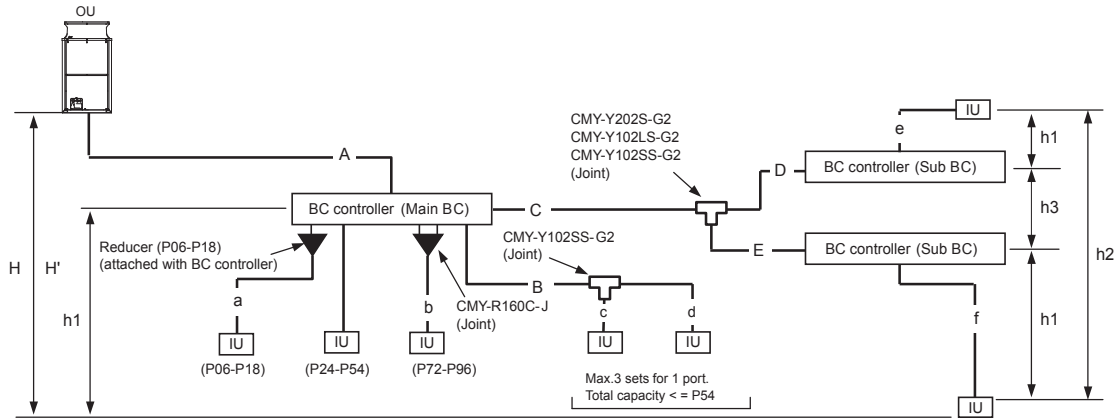 OU
A
BC controller (Main BC)
C
CMY-Y202S-G2
CMY-Y102LS-G2
CMY-Y102SS-G2
(Joint)
D
E
e
IU
BC controller (Sub BC)
BC controller (Sub BC)
h1
h3
h2
h1
f
IU
H
H'
h1
Reducer (P06-P18)
(attached with BC controller)
CMY-Y102SS-G2
(Joint)
B
CMY-R160C-J
(Joint)
a
b
c
d
IU
IU
IU
IU
IU
(P06-P18)
(P24-P54)
(P72-P96)
Max.3 sets for 1 port.
Total capacity < = P54